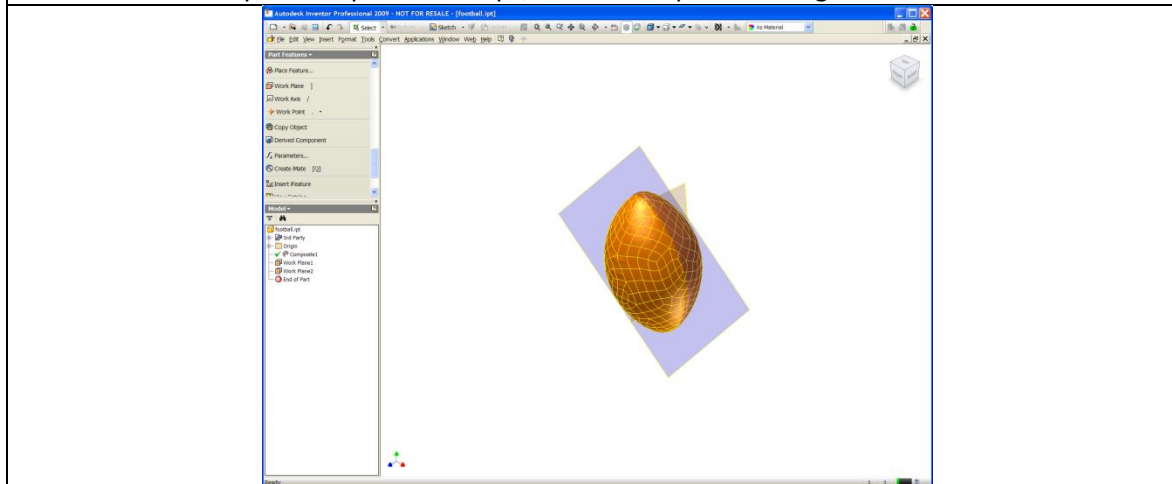 Autodesk Inventor Professional 2009 - NOT FOR RESALE - [football.ipt]
Select Sketch As Material
File Edit View Insert Format Tools Convert Applications Window Web Help
Part Features
Place Feature...
Work Plane ]
Work Axis /
Work Point .
Copy Object
Derived Component
Parameters...
Create Mate [Q]
Insert iFeature
Model
football.ipt
3rd Party
Origin
Composite1
Work Plane1
Work Plane2
End of Part
Ready
1 1